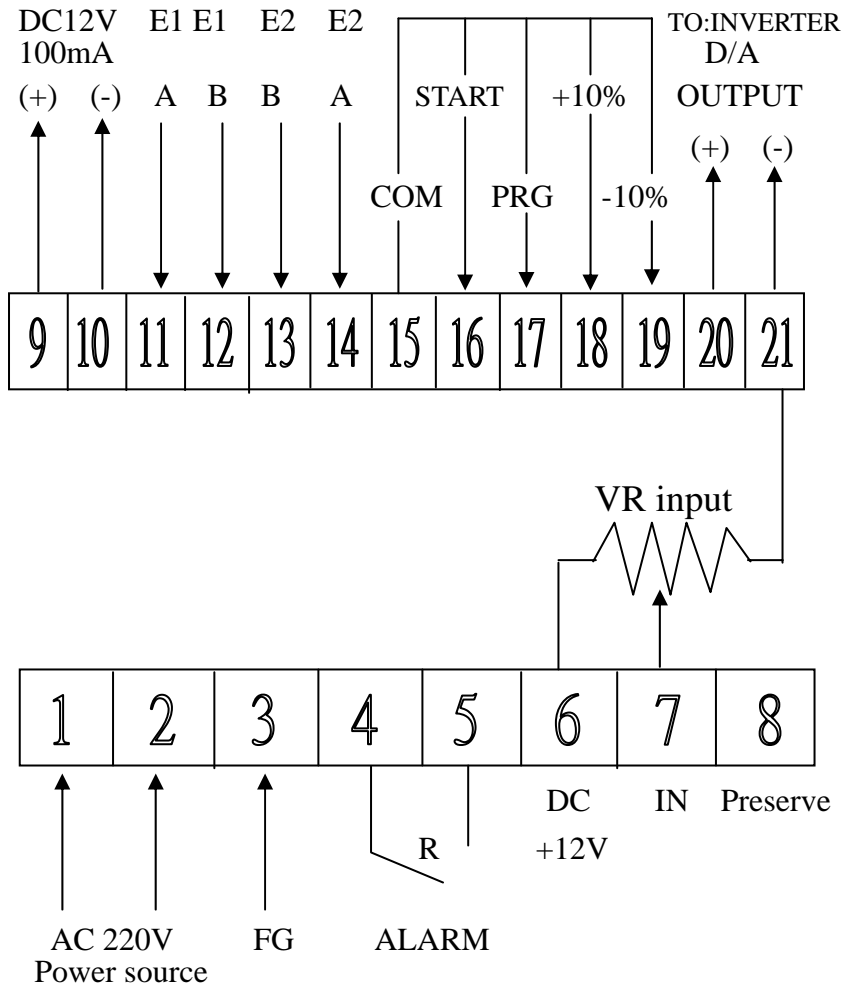 DC12V E1 E1 E2 E2 TO:INVERTER
100mA D/A
(+) (-) A B B A START +10% OUTPUT
(+) (-)
COM PRG -10%
9 10 11 12 13 14 15 16 17 18 19 20 21
VR input
1 2 3 4 5 6 7 8
DC IN Preserve
R +12V
AC 220V FG ALARM
Power source